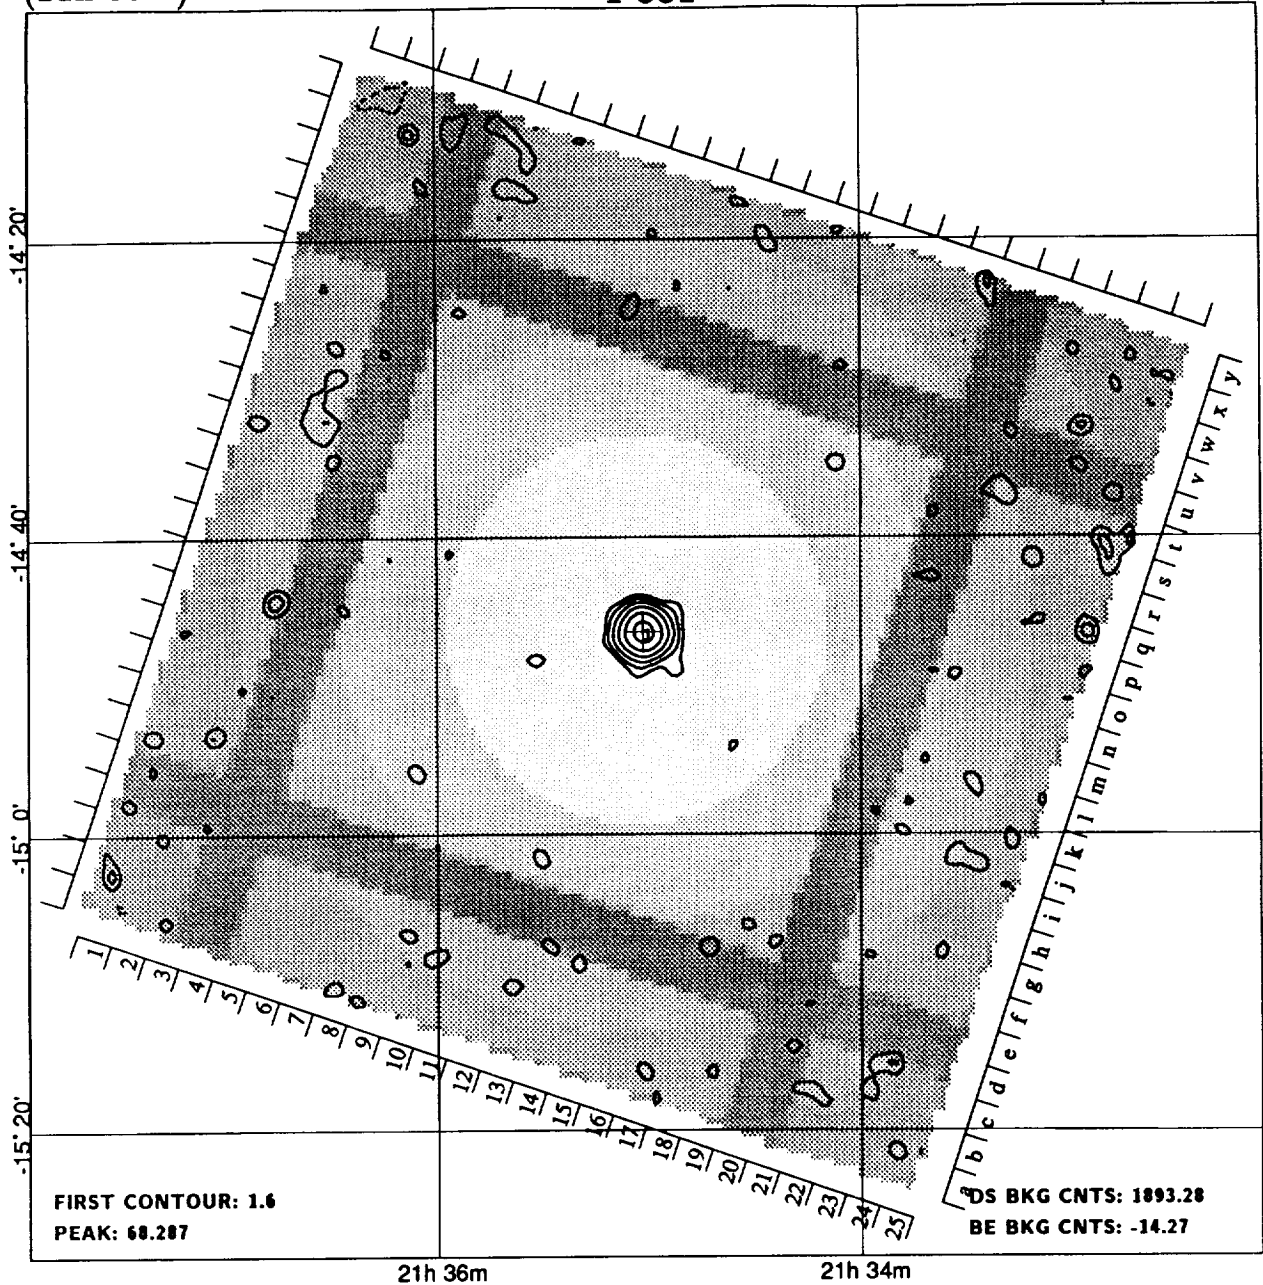 -14° 20'
-14° 40'
-15° 0'
-15° 20'
y
x
w
v
u
t
s
r
q
p
o
n
m
l
k
j
i
h
g
f
e
d
c
b
a
1
2
3
4
5
6
7
8
9
10
11
12
13
14
15
16
17
18
19
20
21
22
23
24
25
FIRST CONTOUR: 1.6
PEAK: 68.287
DS BKG CNTS: 1893.28
BE BKG CNTS: -14.27
21h 36m
21h 34m